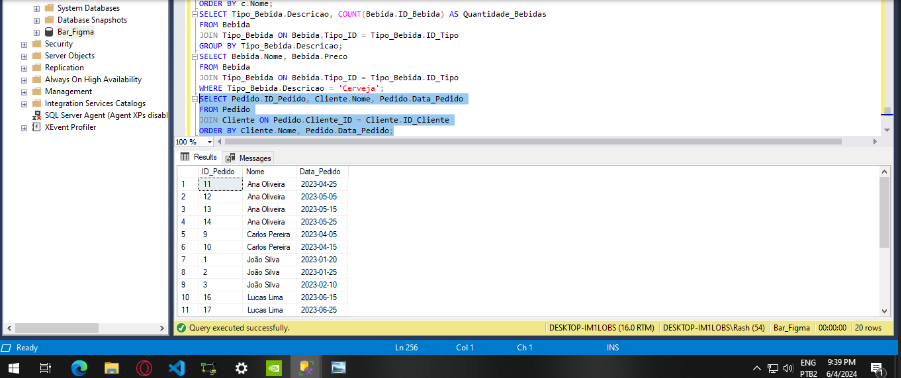 System Databases
Database Snapshots
Bar_Figma
Security
Server Objects
Replication
Always On High Availability
Management
Integration Services Catalogs
SQL Server Agent (Agent XPs disabl
XEvent Profiler
ORDER BY c.Nome;
SELECT Tipo_Bebida.Descricao, COUNT(Bebida.ID_Bebida) AS Quantidade_Bebidas
FROM Bebida
JOIN Tipo_Bebida ON Bebida.Tipo_ID = Tipo_Bebida.ID_Tipo
GROUP BY Tipo_Bebida.Descricao;
SELECT Bebida.Nome, Bebida.Preco
FROM Bebida
JOIN Tipo_Bebida ON Bebida.Tipo_ID = Tipo_Bebida.ID_Tipo
WHERE Tipo_Bebida.Descricao = 'Cerveja';
SELECT Pedido.ID_Pedido, Cliente.Nome, Pedido.Data_Pedido
FROM Pedido
JOIN Cliente ON Pedido.Cliente_ID = Cliente.ID_Cliente
ORDER BY Cliente.Nome, Pedido.Data_Pedido;
100 %
Results Messages
ID_Pedido Nome Data_Pedido
1 11 Ana Oliveira 2023-04-25
2 12 Ana Oliveira 2023-05-05
3 13 Ana Oliveira 2023-05-15
4 14 Ana Oliveira 2023-05-25
5 9 Carlos Pereira 2023-04-05
6 10 Carlos Pereira 2023-04-15
7 1 João Silva 2023-01-20
8 2 João Silva 2023-01-25
9 3 João Silva 2023-02-10
10 16 Lucas Lima 2023-06-15
11 17 Lucas Lima 2023-06-25
Query executed successfully. DESKTOP-IM1LOBS (16.0 RTM) DESKTOP-IM1LOBS\Rash (54) Bar_Figma 00:00:00 20 rows
Ready Ln 256 Col 1 Ch 1 INS
ENG 9:39 PM
PTB2 6/4/2024